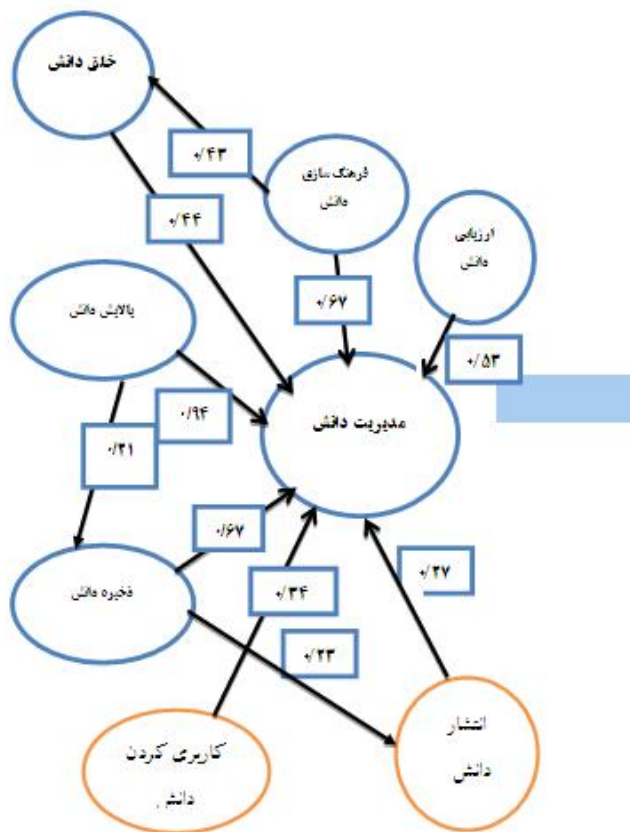 خلق دانش
۰/۴۳
فرهنگ سازی
دانش
۰/۴۴
ارزیابی
دانش
۰/۶۷
پالایش دانش
۰/۵۳
۰/۹۴
مدیریت دانش
۰/۲۱
۰/۶۷
۰/۲۷
ذخیره دانش
۰/۳۴
۰/۲۳
انتشار
دانش
کاربری کردن
دانش